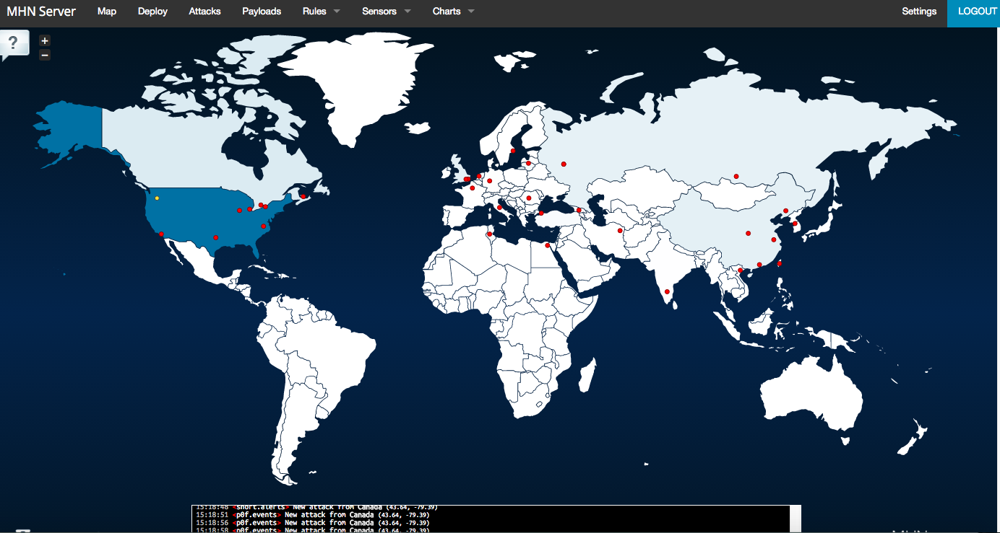 MHN Server Map Deploy Attacks Payloads Rules Sensors Charts Settings LOGOUT
?
+
−
15:18:48 <short.alerts> New attack from Canada (43.64, -79.39)
15:18:51 <p0f.events> New attack from Canada (43.64, -79.39)
15:18:56 <p0f.events> New attack from Canada (43.64, -79.39)
15:18:58 <p0f.events> New attack from Canada (43.64, -79.39)